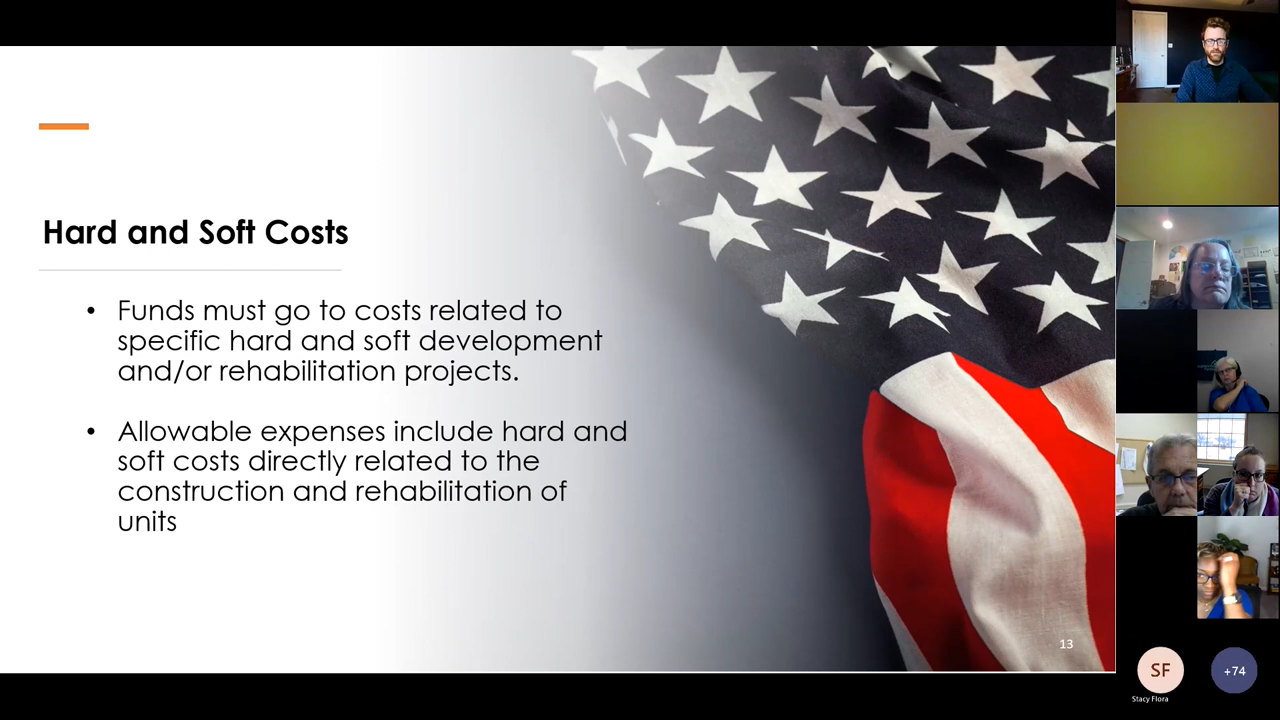 Hard and Soft Costs
• Funds must go to costs related to
specific hard and soft development
and/or rehabilitation projects.
• Allowable expenses include hard and
soft costs directly related to the
construction and rehabilitation of
units
13
SF
+74
Stacy Flora